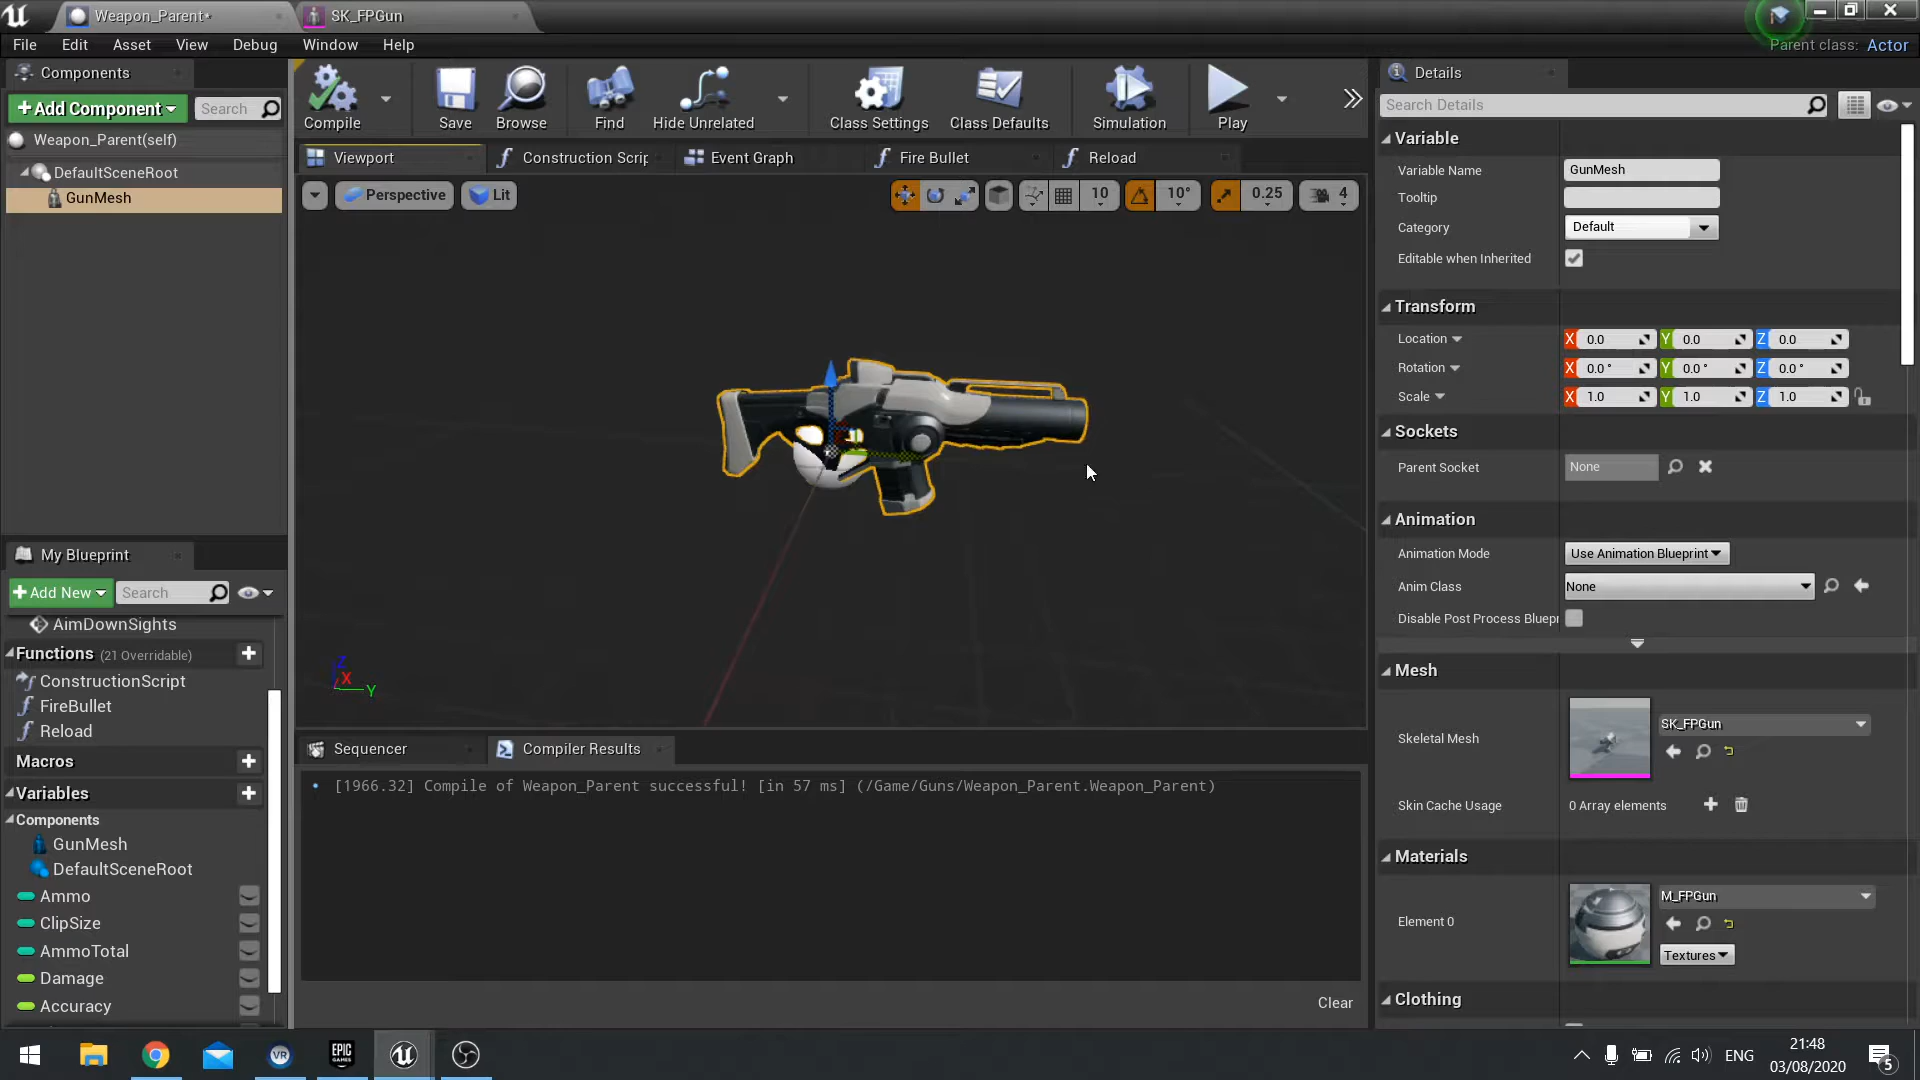 Weapon_Parent*
SK_FPGun
File Edit Asset View Debug Window Help
Parent class: Actor
Components
Add Component
Search
Weapon_Parent(self)
DefaultSceneRoot
GunMesh
Compile
Save
Browse
Find
Hide Unrelated
Class Settings
Class Defaults
Simulation
Play
Viewport
Construction Scrip
Event Graph
Fire Bullet
Reload
Perspective
Lit
10
10°
0.25
4
Z
X
Y
My Blueprint
Add New
Search
AimDownSights
Functions (21 Overridable)
ConstructionScript
FireBullet
Reload
Macros
Variables
Components
GunMesh
DefaultSceneRoot
Ammo
ClipSize
AmmoTotal
Damage
Accuracy
Sequencer
Compiler Results
[1966.32] Compile of Weapon_Parent successful! [in 57 ms] (/Game/Guns/Weapon_Parent.Weapon_Parent)
Clear
Details
Search Details
Variable
Variable Name GunMesh
Tooltip
Category Default
Editable when Inherited
Transform
Location X 0.0 Y 0.0 Z 0.0
Rotation X 0.0 ° Y 0.0 ° Z 0.0 °
Scale X 1.0 Y 1.0 Z 1.0
Sockets
Parent Socket None
Animation
Animation Mode Use Animation Blueprint
Anim Class None
Disable Post Process Bluepr
Mesh
Skeletal Mesh SK_FPGun
Skin Cache Usage 0 Array elements
Materials
Element 0 M_FPGun
Textures
Clothing
VR
EPIC
GAMES
ENG
21:48
03/08/2020
5